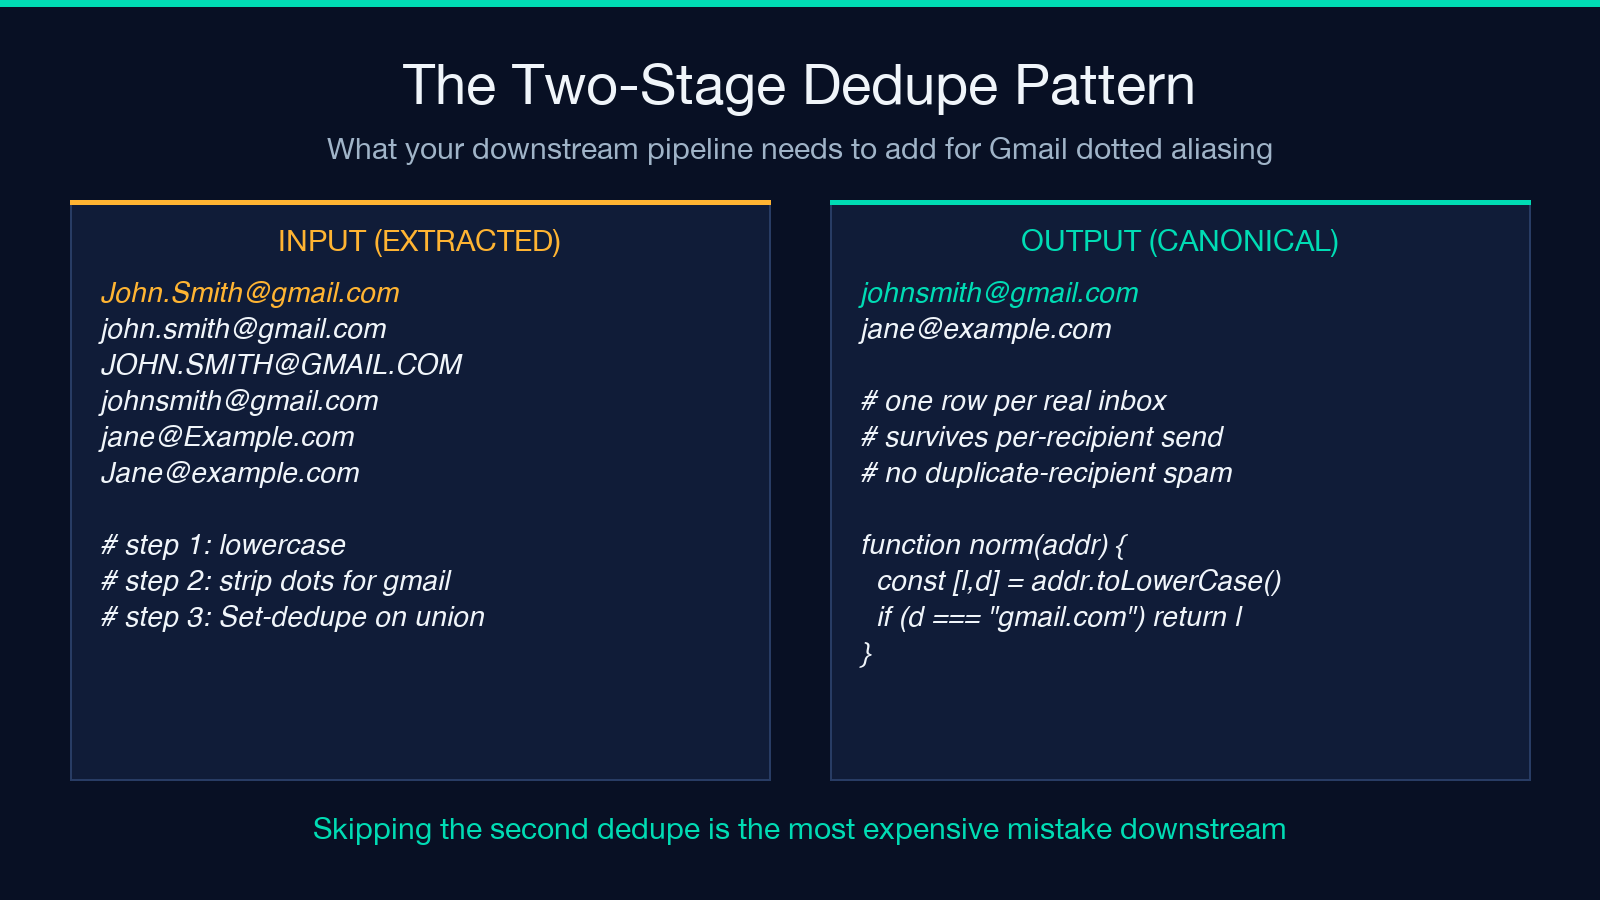 The Two-Stage Dedupe Pattern
What your downstream pipeline needs to add for Gmail dotted aliasing
INPUT (EXTRACTED)
John.Smith@gmail.com
john.smith@gmail.com
JOHN.SMITH@GMAIL.COM
johnsmith@gmail.com
jane@Example.com
Jane@example.com
# step 1: lowercase
# step 2: strip dots for gmail
# step 3: Set-dedupe on union
OUTPUT (CANONICAL)
johnsmith@gmail.com
jane@example.com
# one row per real inbox
# survives per-recipient send
# no duplicate-recipient spam
function norm(addr) {
  const [l,d] = addr.toLowerCase()
  if (d === "gmail.com") return l
}
Skipping the second dedupe is the most expensive mistake downstream